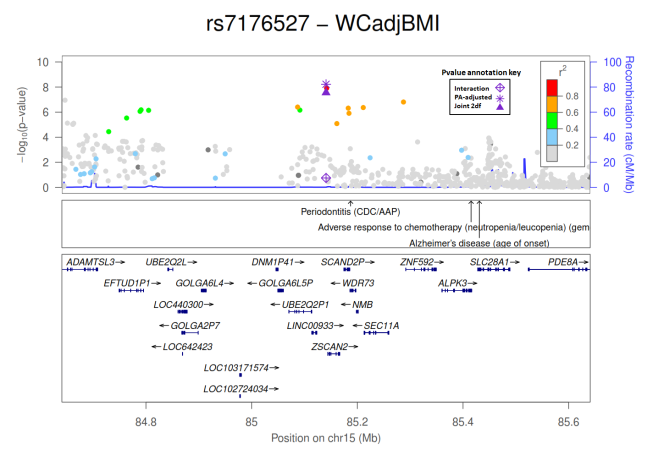 rs7176527 – WCadjBMI
10
8
6
4
2
0
−log10(p-value)
100
80
60
40
20
0
Recombination rate (cM/Mb)
Pvalue annotation key
Interaction
PA-adjusted
Joint 2df
r2
0.8
0.6
0.4
0.2
Periodontitis (CDC/AAP)
Adverse response to chemotherapy (neutropenia/leucopenia) (gem
Alzheimer's disease (age of onset)
ADAMTSL3→ UBE2Q2L→ DNM1P41→ SCAND2P→ ZNF592→ SLC28A1→ PDE8A→
EFTUD1P1→ GOLGA6L4→ ←GOLGA6L5P ←WDR73 ALPK3→
LOC440300→ ←UBE2Q2P1 ←NMB
←GOLGA2P7 LINC00933→ ←SEC11A
←LOC642423 ZSCAN2→
LOC103171574→
LOC102724034→
84.8 85 85.2 85.4 85.6
Position on chr15 (Mb)